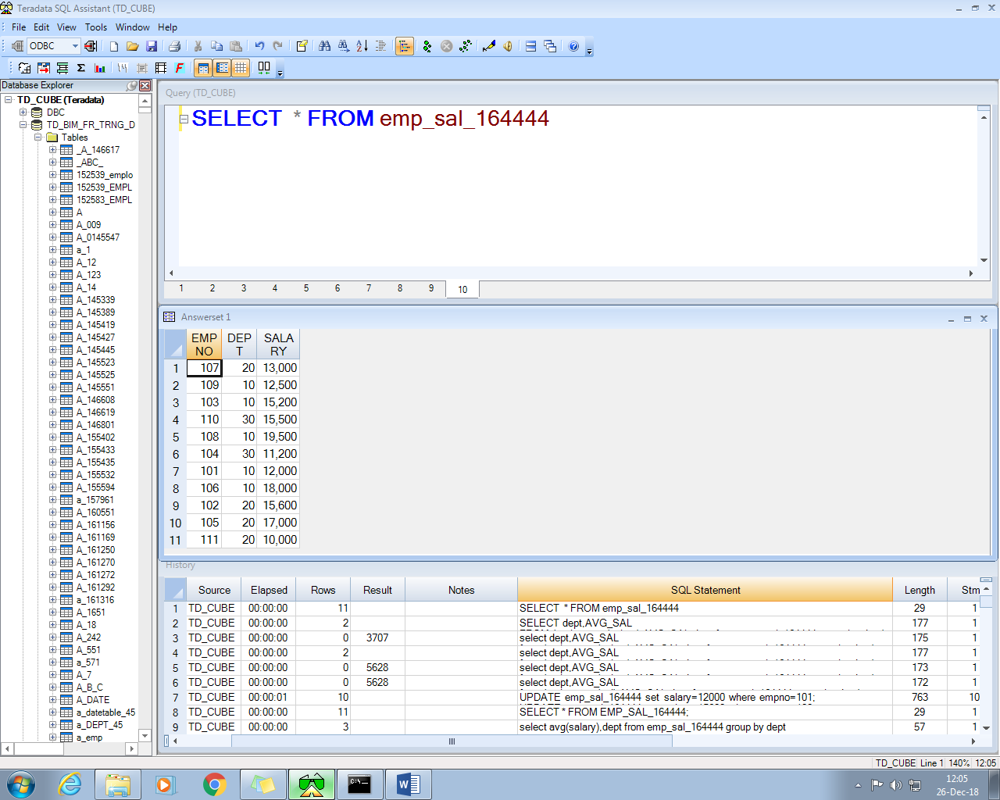 Teradata SQL Assistant (TD_CUBE)
File Edit View Tools Window Help
ODBC
Database Explorer
TD_CUBE (Teradata)
DBC
TD_BIM_FR_TRNG_D
Tables
_A_146617
_ABC_
152539_emplo
152539_EMPL
152583_EMPL
A
A_009
A_0145547
a_1
A_12
A_123
A_14
A_145339
A_145389
A_145419
A_145427
A_145445
A_145523
A_145525
A_145551
A_146608
A_146619
A_146801
A_155402
A_155433
A_155435
A_155532
A_155594
a_157961
A_160551
A_161156
A_161169
A_161250
A_161270
A_161272
A_161292
a_161316
A_1651
A_18
A_242
A_551
a_571
A_7
A_B_C
A_DATE
a_datetable_45
a_DEPT_45
a_emp
Query (TD_CUBE)
SELECT * FROM emp_sal_164444
1 2 3 4 5 6 7 8 9 10
Answerset 1
EMPNO DEPT SALARY
1 107 20 13,000
2 109 10 12,500
3 103 10 15,200
4 110 30 15,500
5 108 10 19,500
6 104 30 11,200
7 101 10 12,000
8 106 10 18,000
9 102 20 15,600
10 105 20 17,000
11 111 20 10,000
History
Source Elapsed Rows Result Notes SQL Statement Length Stm
1 TD_CUBE 00:00:00 11 SELECT * FROM emp_sal_164444 29 1
2 TD_CUBE 00:00:00 2 SELECT dept,AVG_SAL 177 1
3 TD_CUBE 00:00:00 0 3707 select dept,AVG_SAL 175 1
4 TD_CUBE 00:00:00 2 select dept,AVG_SAL 177 1
5 TD_CUBE 00:00:00 0 5628 select dept,AVG_SAL 173 1
6 TD_CUBE 00:00:00 0 5628 select dept,AVG_SAL 172 1
7 TD_CUBE 00:00:01 10 UPDATE emp_sal_164444 set salary=12000 where empno=101; 763 10
8 TD_CUBE 00:00:00 11 SELECT * FROM EMP_SAL_164444; 29 1
9 TD_CUBE 00:00:00 3 select avg(salary),dept from emp_sal_164444 group by dept 57 1
TD_CUBE Line 1 140% 12:05
12:05
26-Dec-18